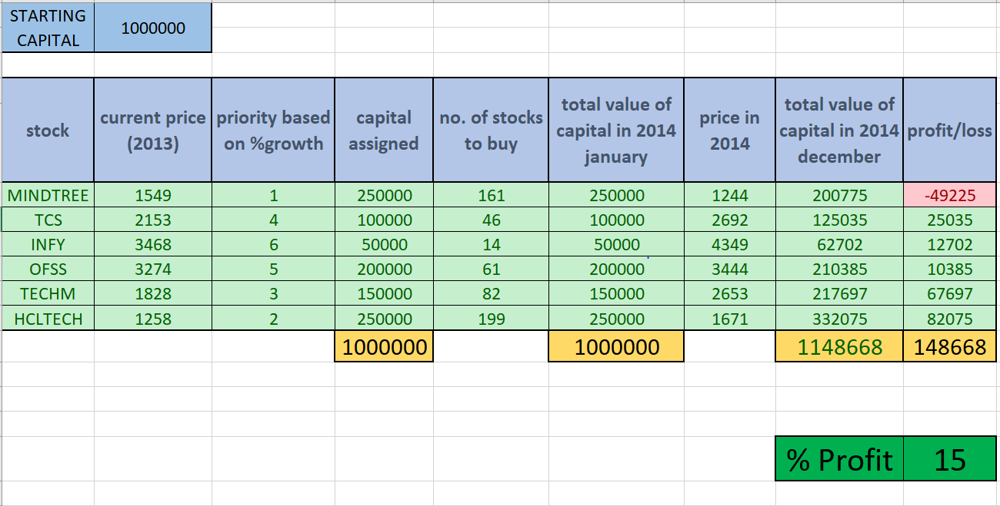 STARTING
CAPITAL
1000000
stock
current price
(2013)
priority based
on %growth
capital
assigned
no. of stocks
to buy
total value of
capital in 2014
january
price in
2014
total value of
capital in 2014
december
profit/loss
MINDTREE 1549 1 250000 161 250000 1244 200775 -49225
TCS 2153 4 100000 46 100000 2692 125035 25035
INFY 3468 6 50000 14 50000 4349 62702 12702
OFSS 3274 5 200000 61 200000 3444 210385 10385
TECHM 1828 3 150000 82 150000 2653 217697 67697
HCLTECH 1258 2 250000 199 250000 1671 332075 82075
1000000 1000000 1148668 148668
% Profit 15